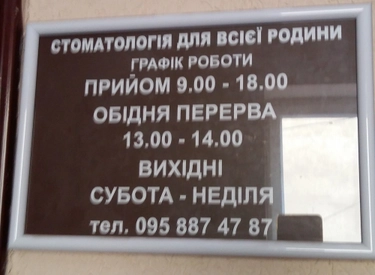 СТОМАТОЛОГІЯ ДЛЯ ВСІЄЇ РОДИНИ
ГРАФІК РОБОТИ
ПРИЙОМ 9.00 - 18.00
ОБІДНЯ ПЕРЕРВА
13.00 - 14.00
ВИХІДНІ
СУБОТА - НЕДІЛЯ
тел. 095 887 47 87